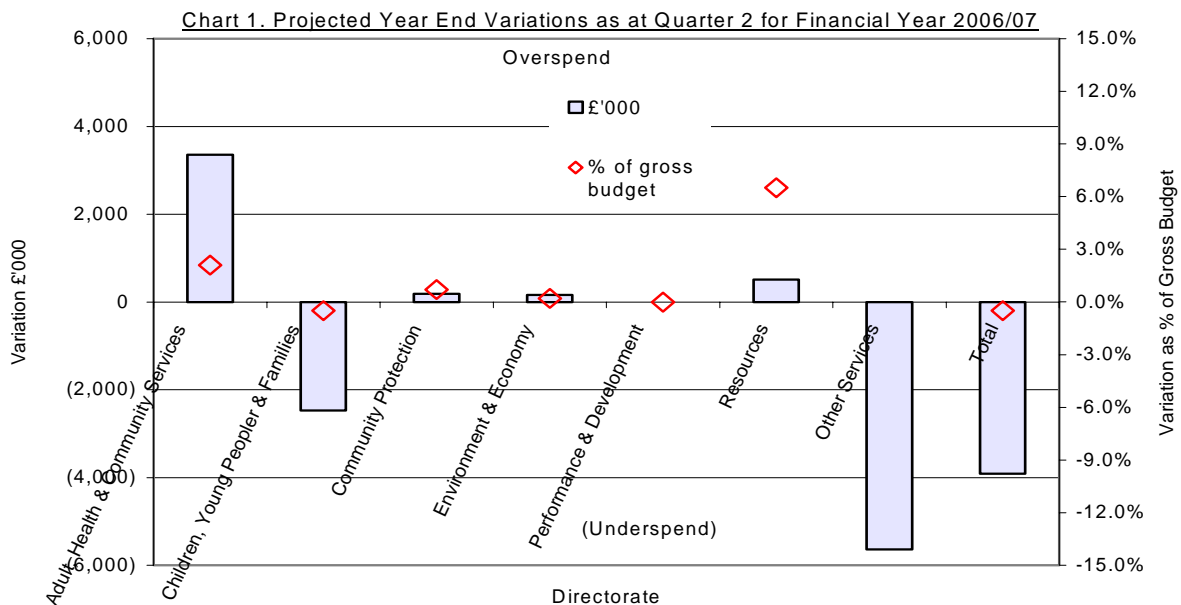 Chart 1. Projected Year End Variations as at Quarter 2 for Financial Year 2006/07
6,000
4,000
2,000
0
(2,000)
(4,000)
(6,000)
Variation £'000
Overspend
£'000
% of gross
budget
(Underspend)
15.0%
12.0%
9.0%
6.0%
3.0%
0.0%
-3.0%
-6.0%
-9.0%
-12.0%
-15.0%
Variation as % of Gross Budget
Adult, Health & Community Services
Children, Young Peopler & Families
Community Protection
Environment & Economy
Performance & Development
Resources
Other Services
Total
Directorate